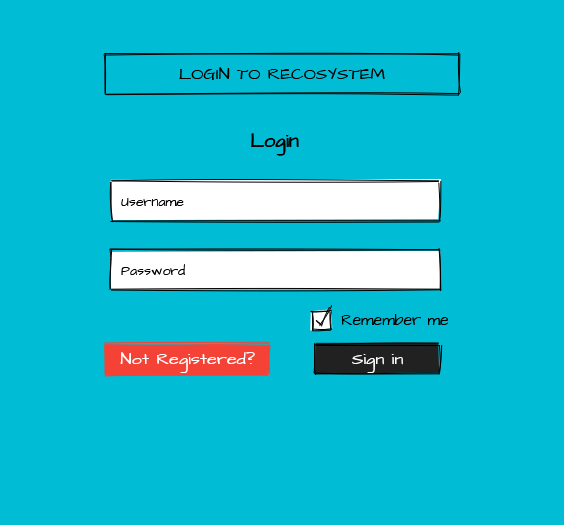 LOGIN TO RECOSYSTEM
Login
Username
Password
Remember me
Not Registered?
Sign in